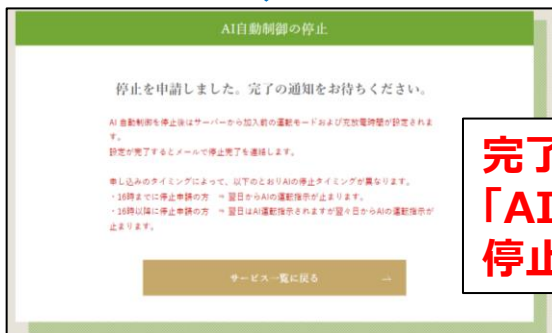 AI自動制御の停止
停止を申請しました。完了の通知をお待ちください。
AI 自動制御を停止後はサーバーから加入前の運転モードおよび充放電時間が設定されま
す。
設定が完了するとメールで停止完了を連絡します。
申し込みのタイミングによって、以下のとおりAIの停止タイミングが異なります。
・16時までに停止申請の方 ⇒ 翌日からAIの運転指示が止まります。
・16時以降に停止申請の方 ⇒ 翌日はAI運転指示されますが翌々日からAIの運転指示が
止まります。
サービス一覧に戻る →
完了
「AI
停止